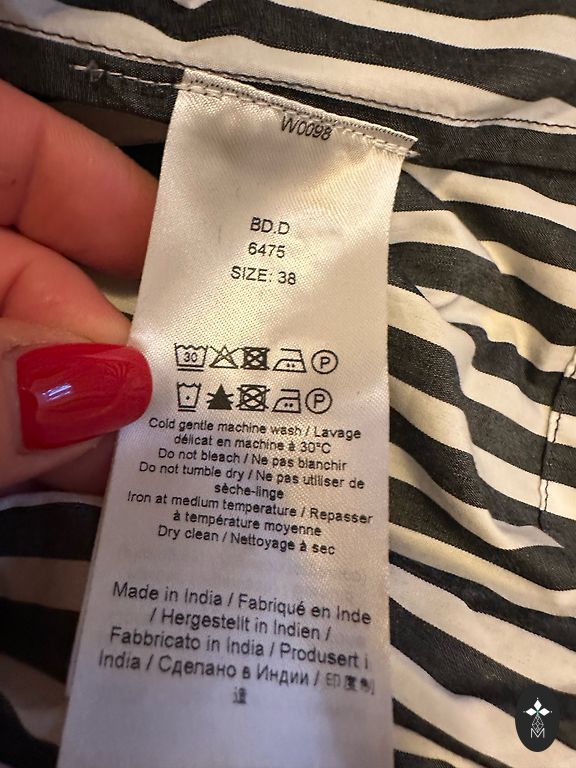 W0098
BD.D
6475
SIZE: 38
30 P
P
Cold gentle machine wash / Lavage
délicat en machine à 30°C
Do not bleach / Ne pas blanchir
Do not tumble dry / Ne pas utiliser de
sèche-linge
Iron at medium temperature / Repasser
à température moyenne
Dry clean / Nettoyage à sec
Made in India / Fabriqué en Inde
/ Hergestellt in Indien /
Fabbricato in India / Produsert i
India / Сделано в Индии /